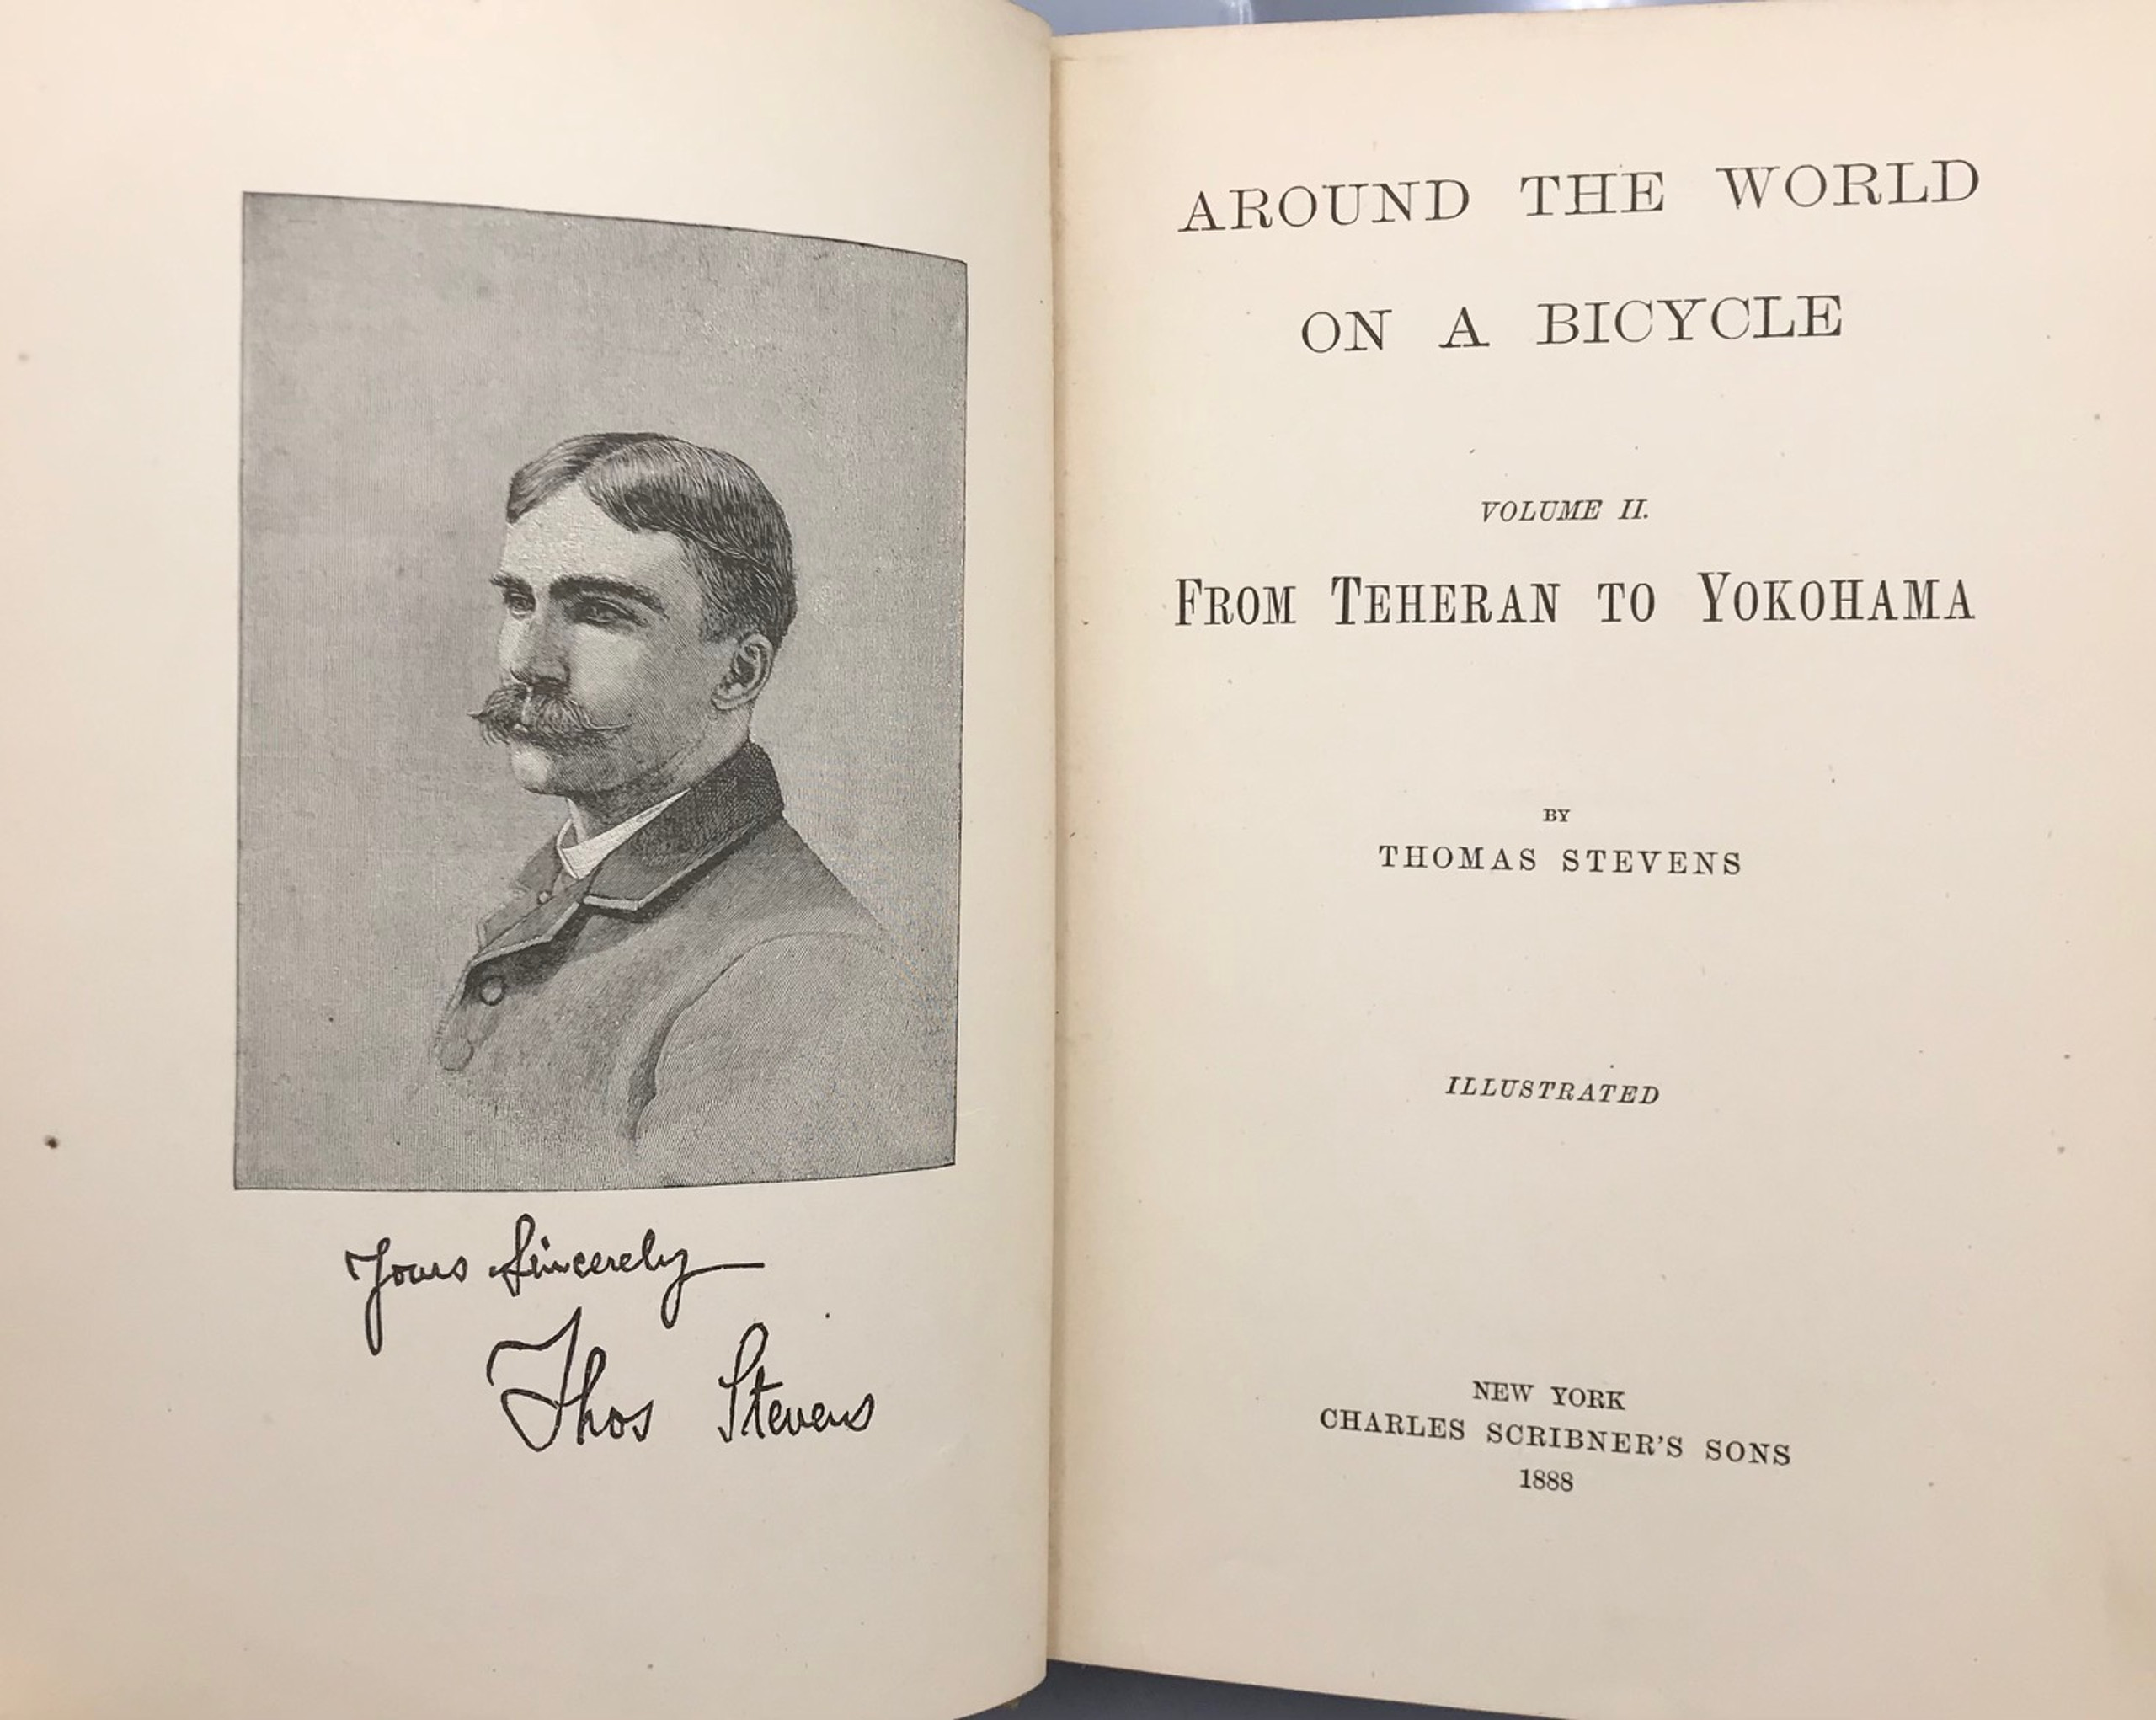 Yours Sincerely
Thos Stevens
AROUND THE WORLD
ON A BICYCLE
VOLUME II.
FROM TEHERAN TO YOKOHAMA
BY
THOMAS STEVENS
ILLUSTRATED
NEW YORK
CHARLES SCRIBNER'S SONS
1888